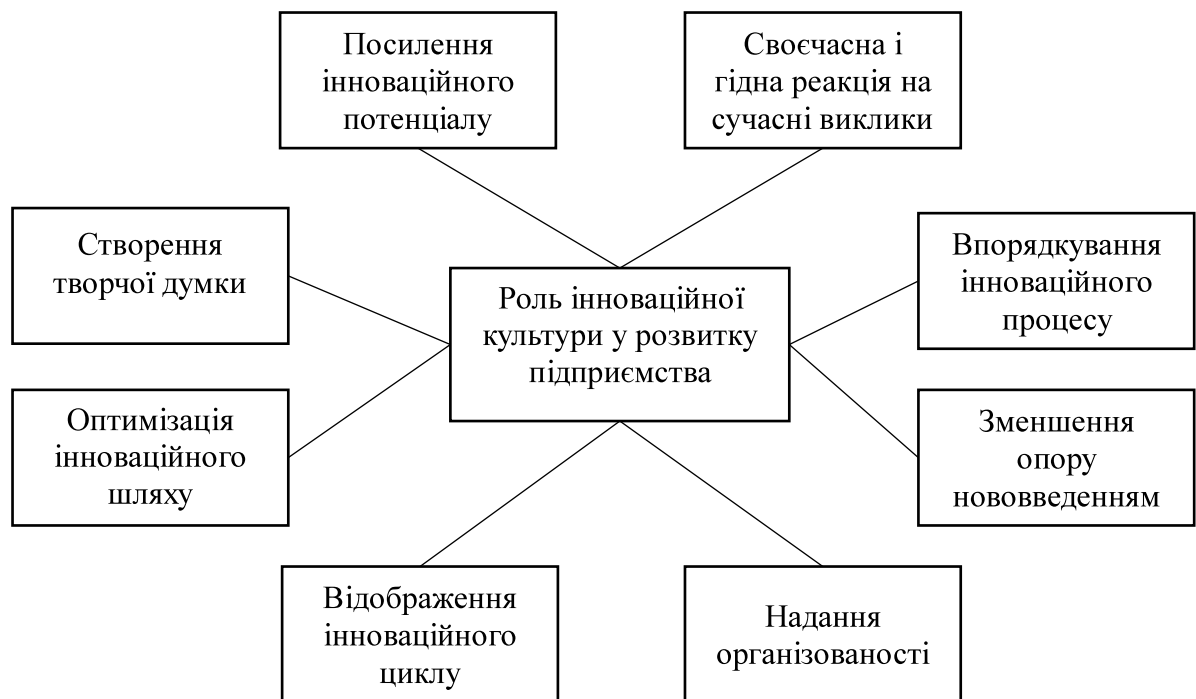 Посилення
інноваційного
потенціалу
Своєчасна і
гідна реакція на
сучасні виклики
Створення
творчої думки
Впорядкування
інноваційного
процесу
Роль інноваційної
культури у розвитку
підприємства
Оптимізація
інноваційного
шляху
Зменшення
опору
нововведенням
Відображення
інноваційного
циклу
Надання
організованості